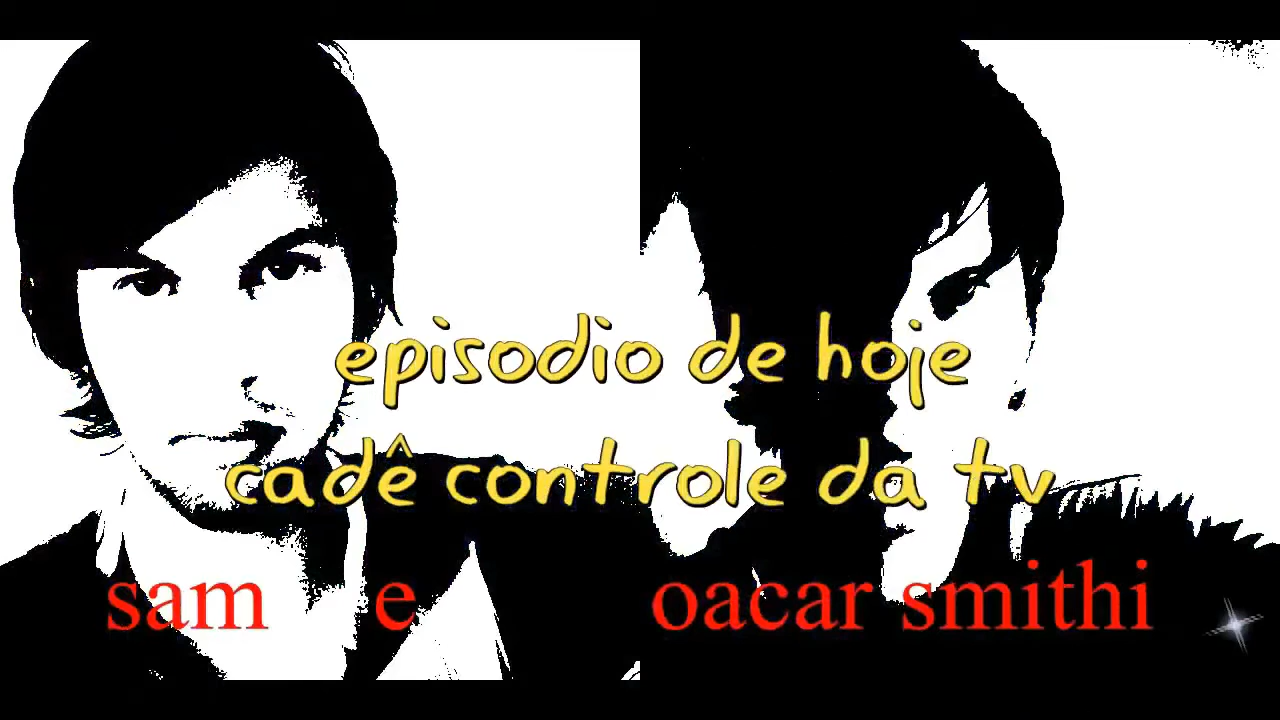 episodio de hoje
cadê controle da tv
sam e oacar smithi